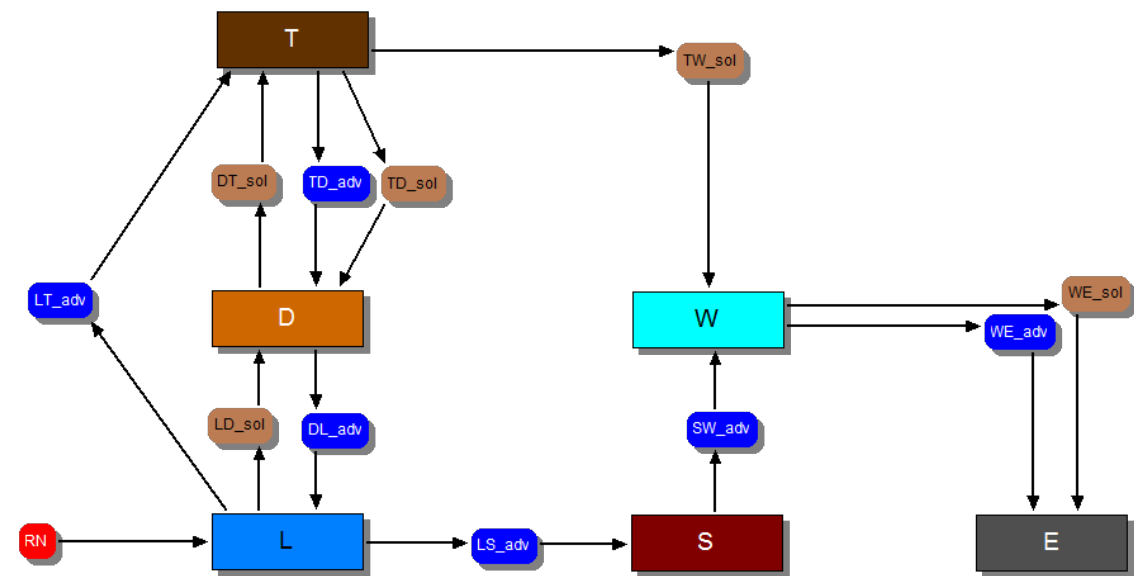 T
TW_sol
DT_sol
TD_adv
TD_sol
LT_adv
D
W
WE_sol
WE_adv
LD_sol
DL_adv
SW_adv
RN
L
LS_adv
S
E